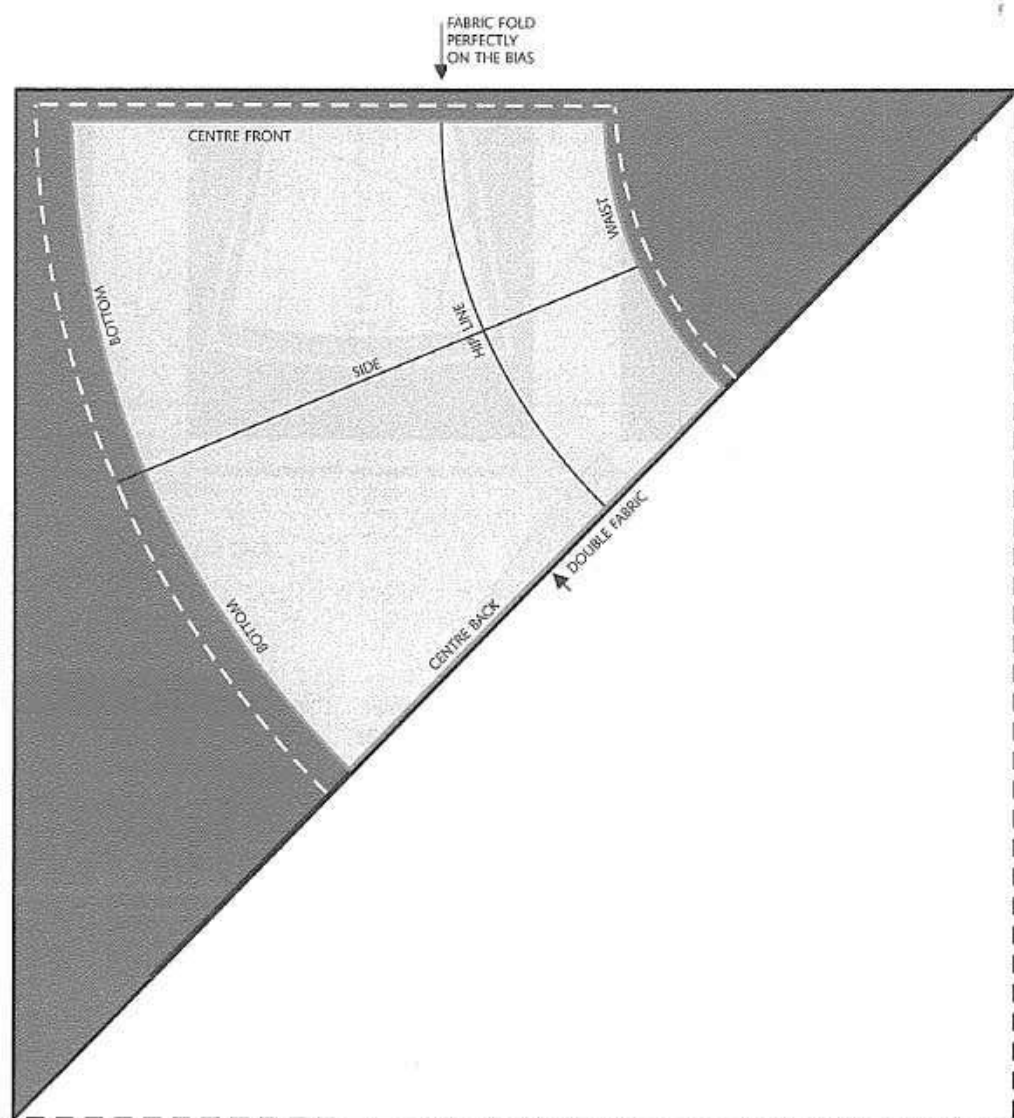 FABRIC FOLD
PERFECTLY
ON THE BIAS
CENTRE FRONT
WAIST
HIP LINE
SIDE
BOTTOM
BOTTOM
CENTRE BACK
DOUBLE FABRIC